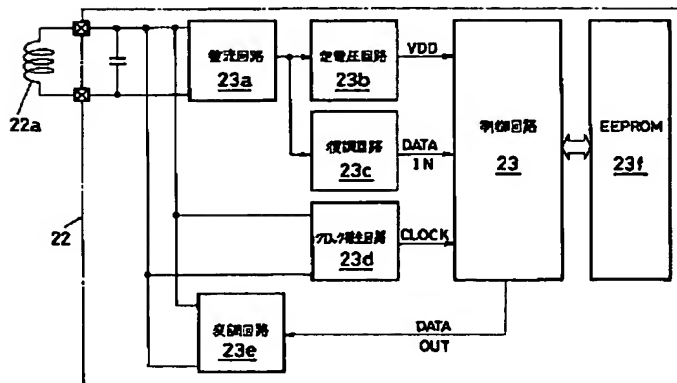 整流回路
23a
定電圧回路
23b
VDD
復調回路
23c
DATA
IN
クロック発生回路
23d
CLOCK
制御回路
23
EEPROM
23f
22a
22
変調回路
23e
DATA
OUT